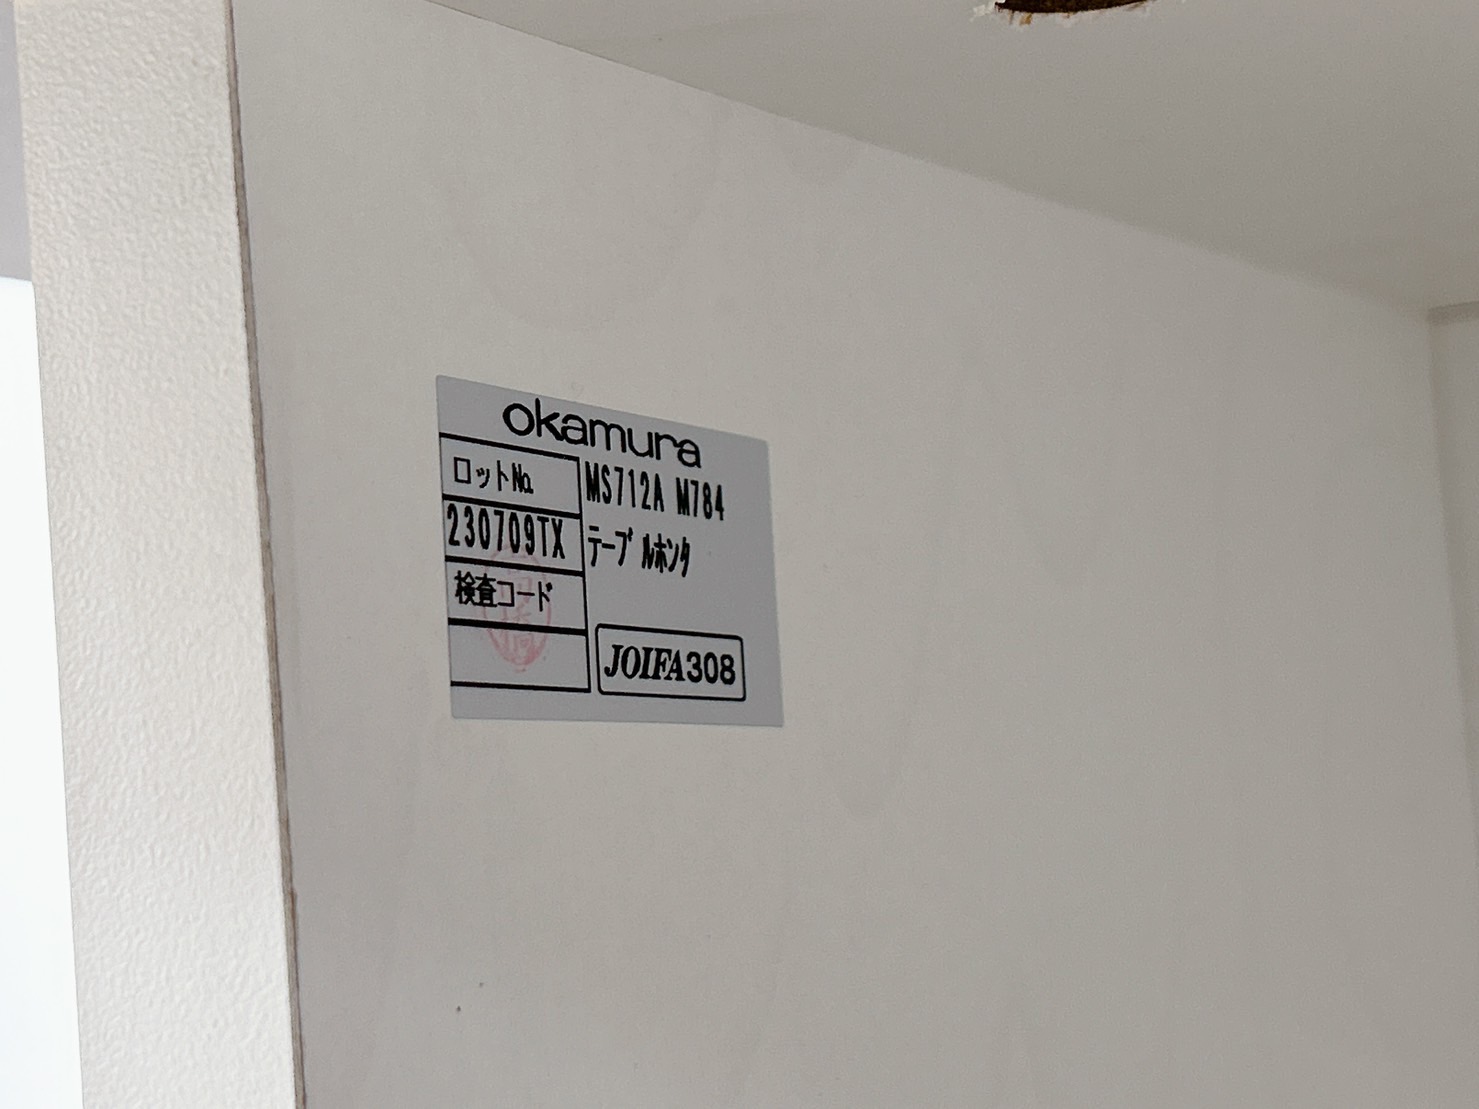 okamura
ロット№
MS712A M784
230709TX
テーブルホンタ
検査コード
JOIFA308